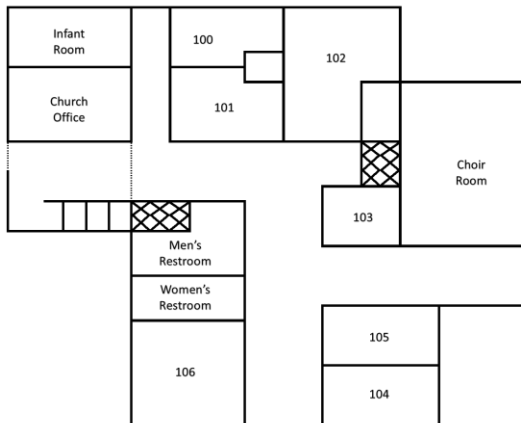 Infant
Room
100
102
Church
Office
101
Choir
Room
103
Men's
Restroom
Women's
Restroom
105
106
104